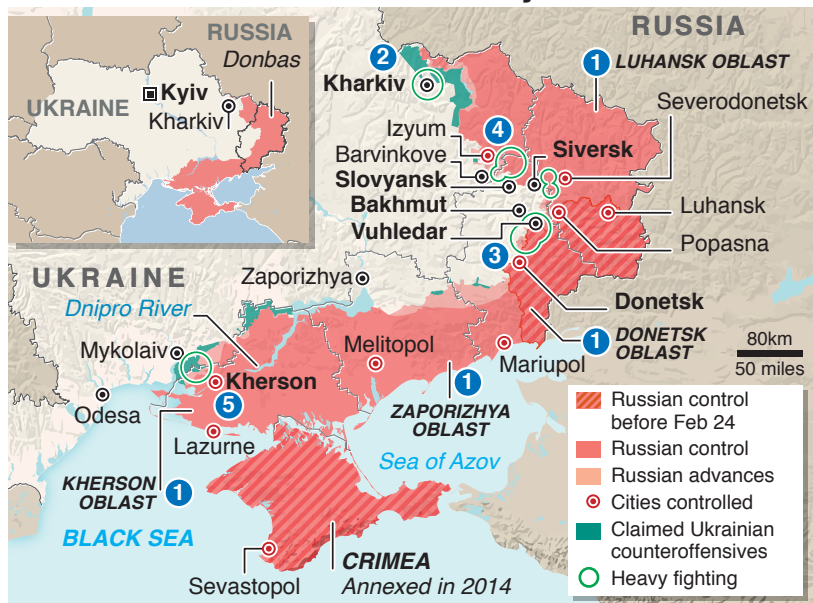 RUSSIA
Donbas
Kyiv
UKRAINE
Kharkiv
RUSSIA
2
Kharkiv
1
LUHANSK OBLAST
Severodonetsk
Izyum
4
Barvinkove
Siversk
Slovyansk
Bakhmut
Luhansk
Vuhledar
Popasna
3
UKRAINE
Zaporizhya
Dnipro River
Donetsk
Mykolaiv
Melitopol
1
DONETSK
OBLAST
80km
50 miles
Mariupol
Kherson
1
Odesa
5
ZAPORIZHYA
OBLAST
Lazurne
Sea of Azov
KHERSON
OBLAST
1
BLACK SEA
CRIMEA
Annexed in 2014
Sevastopol
Russian control
before Feb 24
Russian control
Russian advances
Cities controlled
Claimed Ukrainian
counteroffensives
Heavy fighting